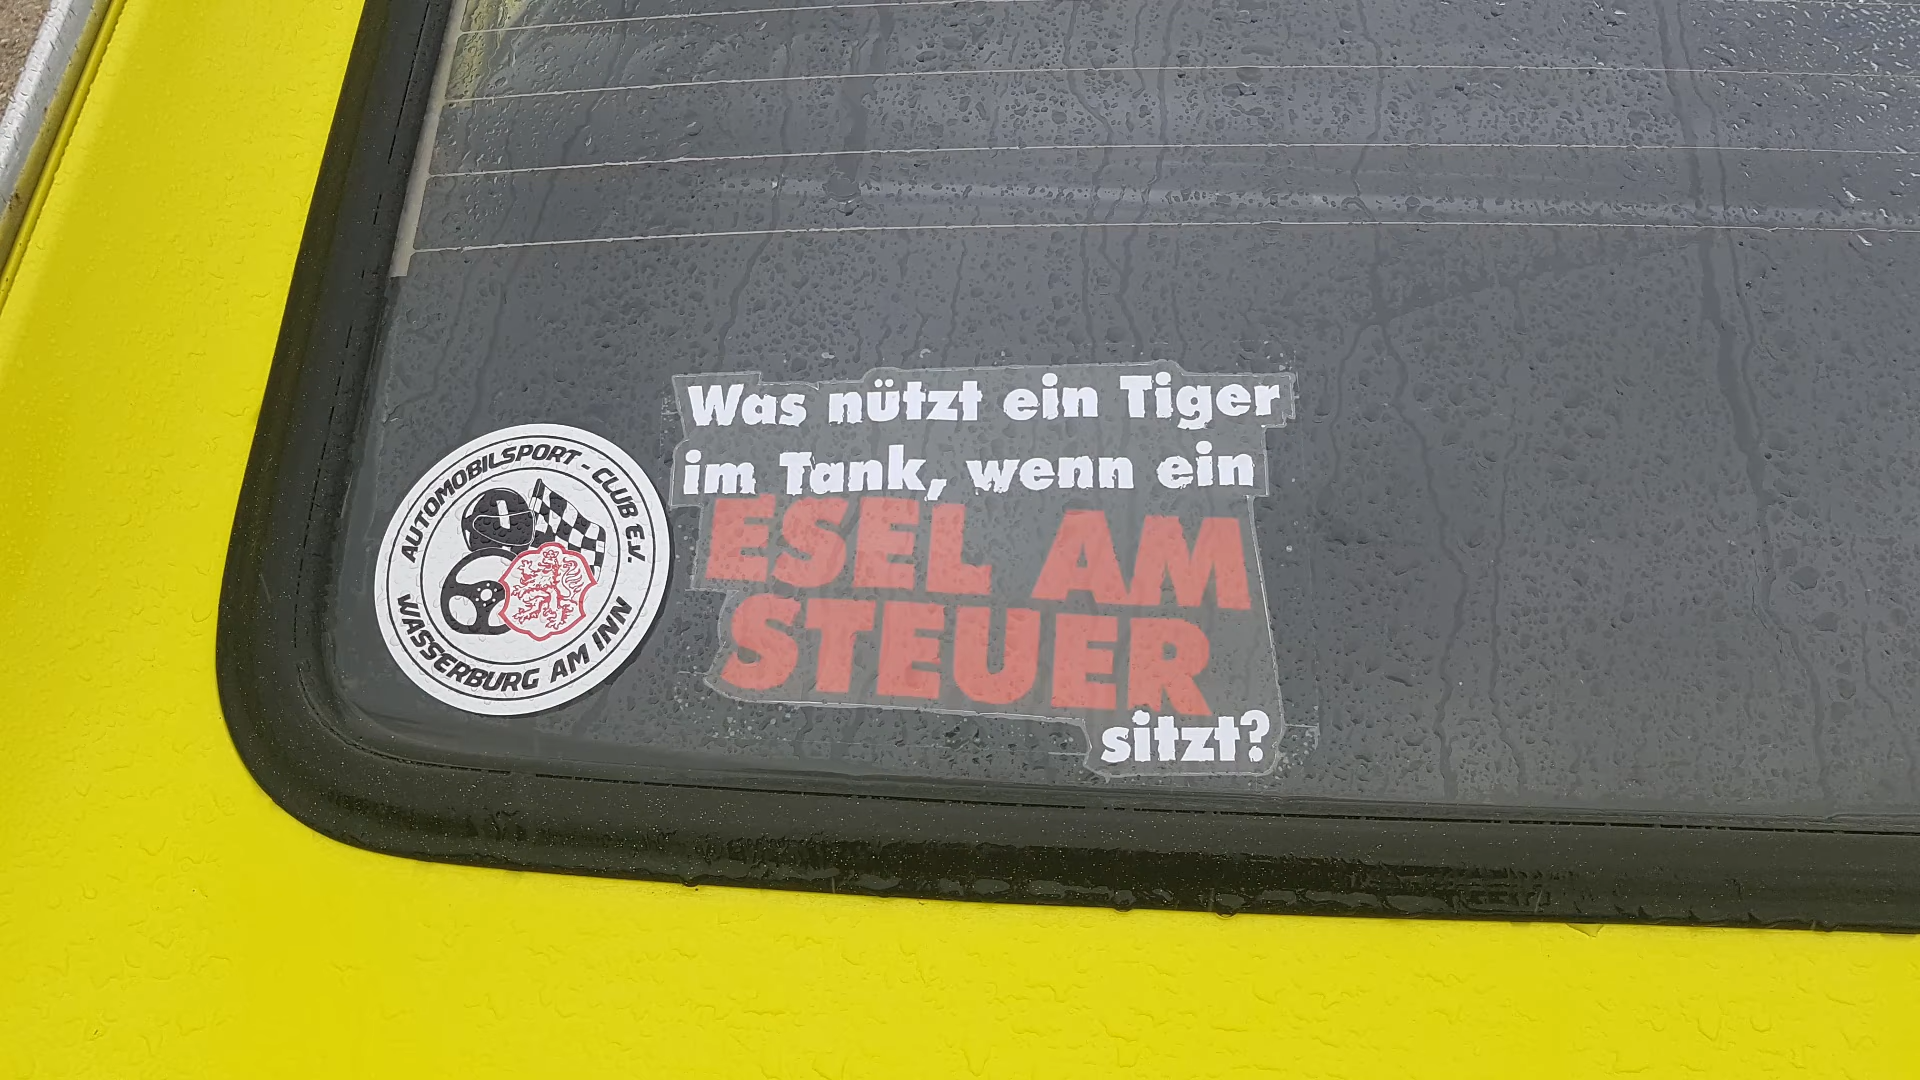 AUTOMOBILSPORT - CLUB E.V.
WASSERBURG AM INN
Was nützt ein Tiger
im Tank, wenn ein
ESEL AM
STEUER
sitzt?